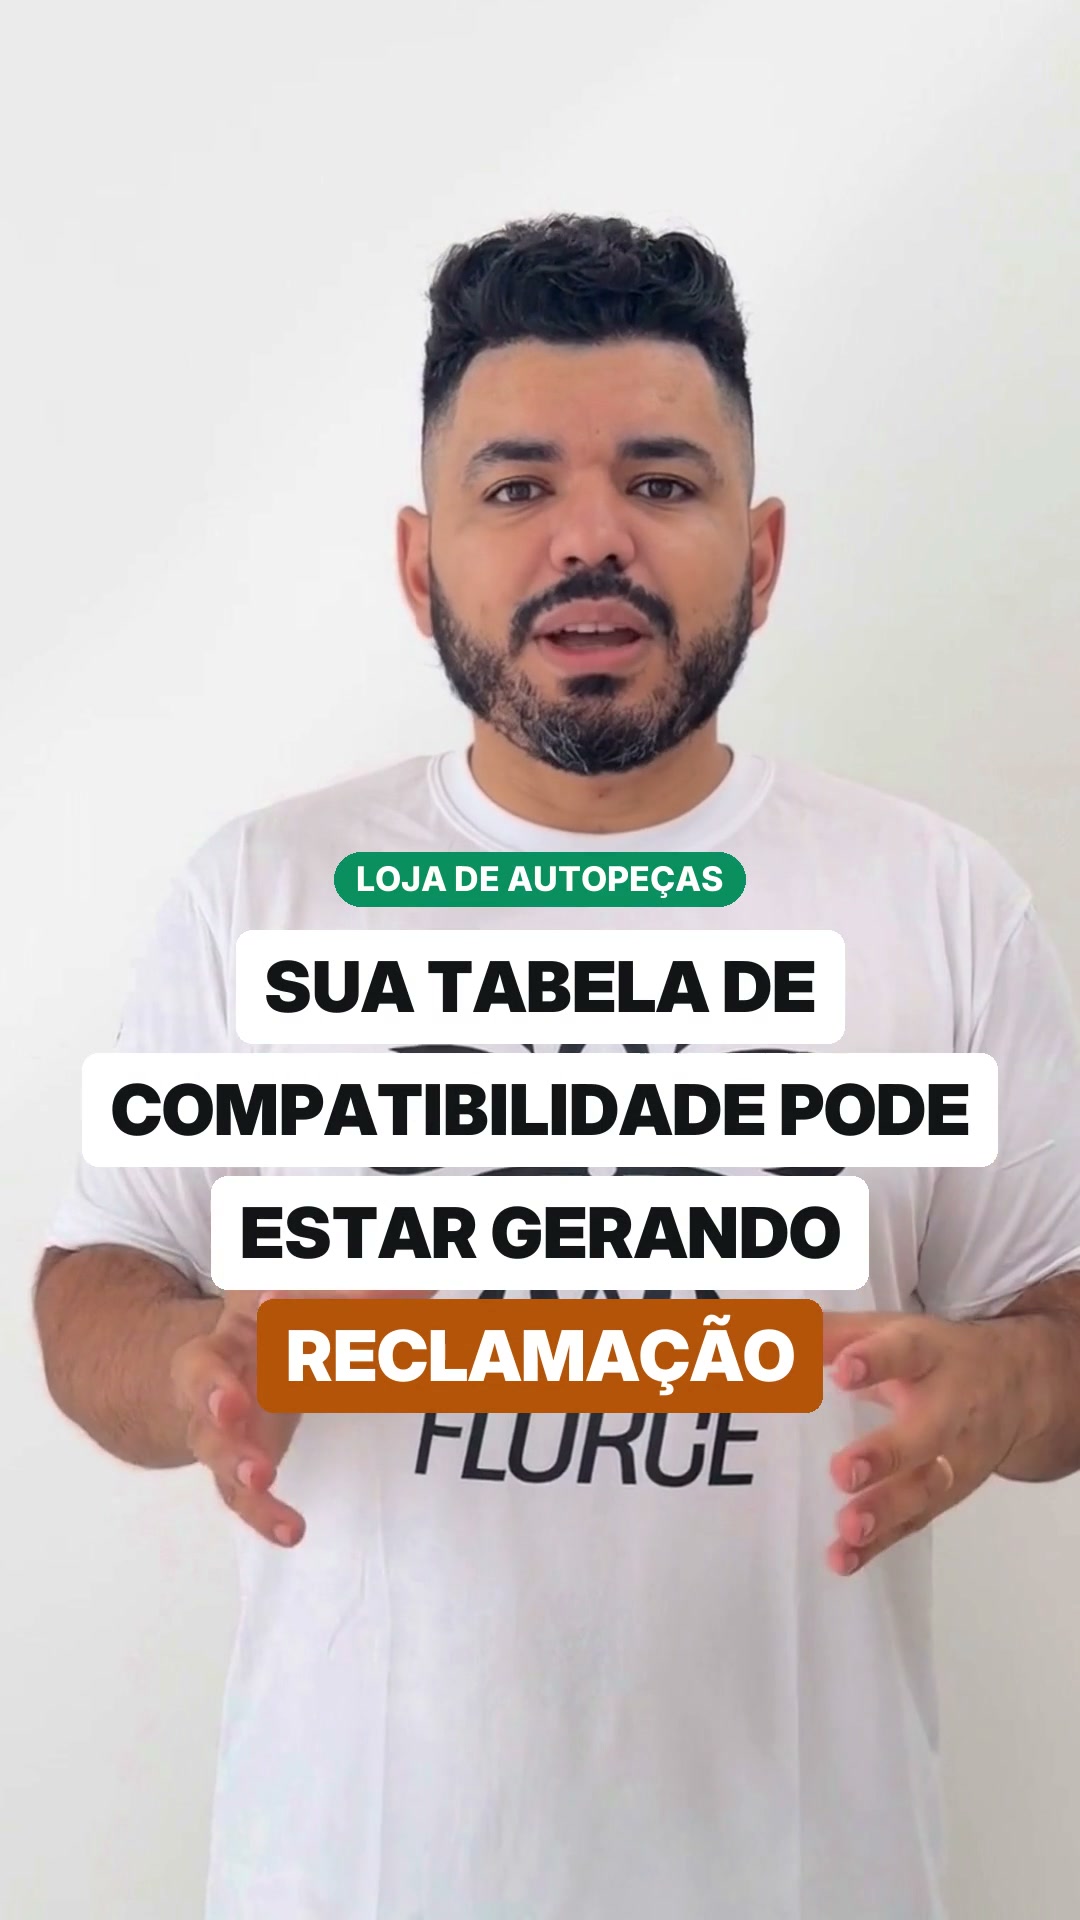 LOJA DE AUTOPEÇAS
SUA TABELA DE
COMPATIBILIDADE PODE
ESTAR GERANDO
RECLAMAÇÃO